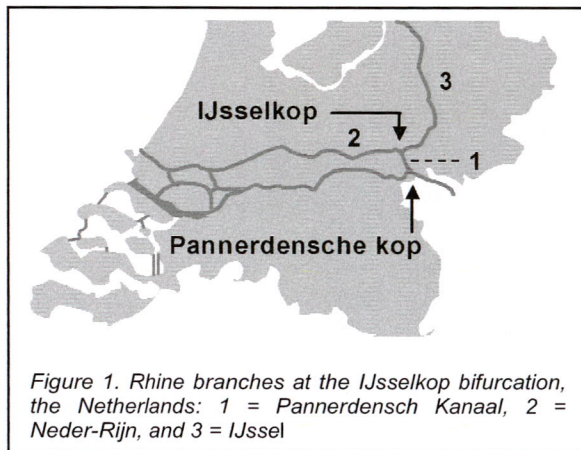 3
IJsselkop
2
1
Pannerdensche kop
Figure 1. Rhine branches at the IJsselkop bifurcation,
the Netherlands: 1 = Pannerdensch Kanaal, 2 =
Neder-Rijn, and 3 = IJssel